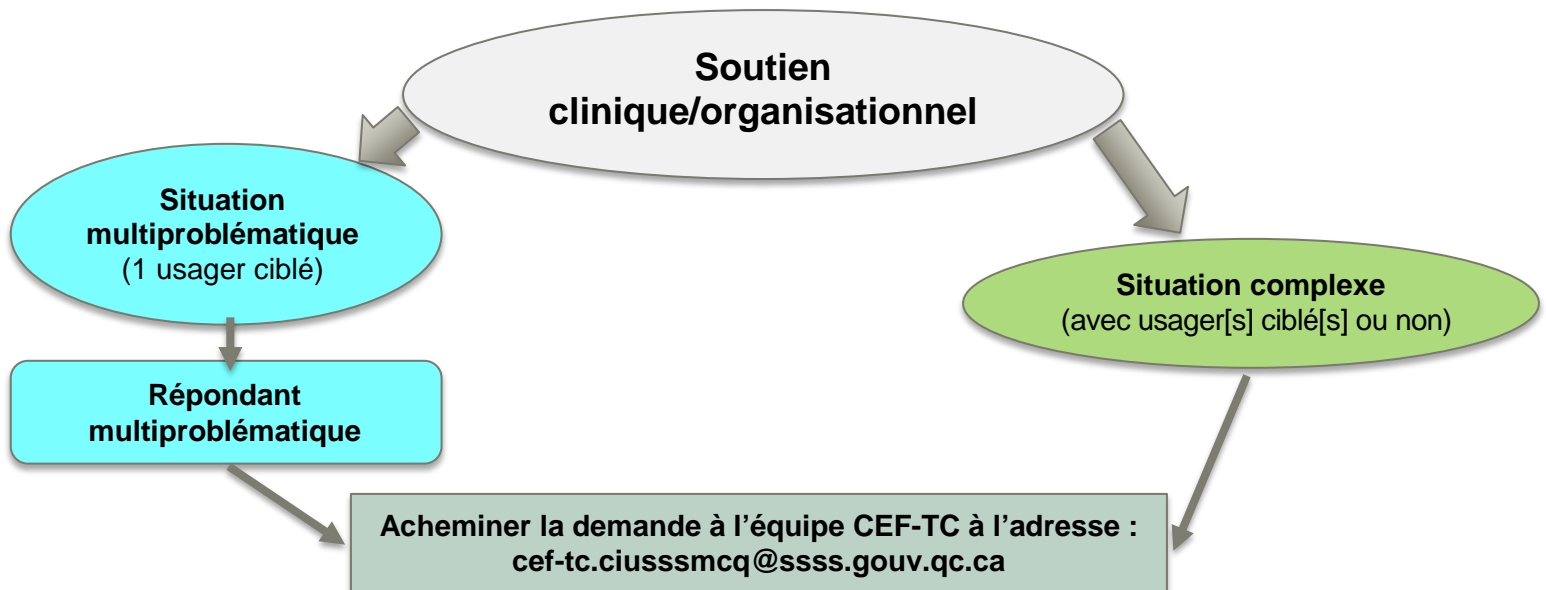 Soutien
clinique/organisationnel
Situation
multiproblématique
(1 usager ciblé)
Situation complexe
(avec usager[s] ciblé[s] ou non)
Répondant
multiproblématique
Acheminer la demande à l’équipe CEF-TC à l’adresse :
cef-tc.ciusssmcq@ssss.gouv.qc.ca